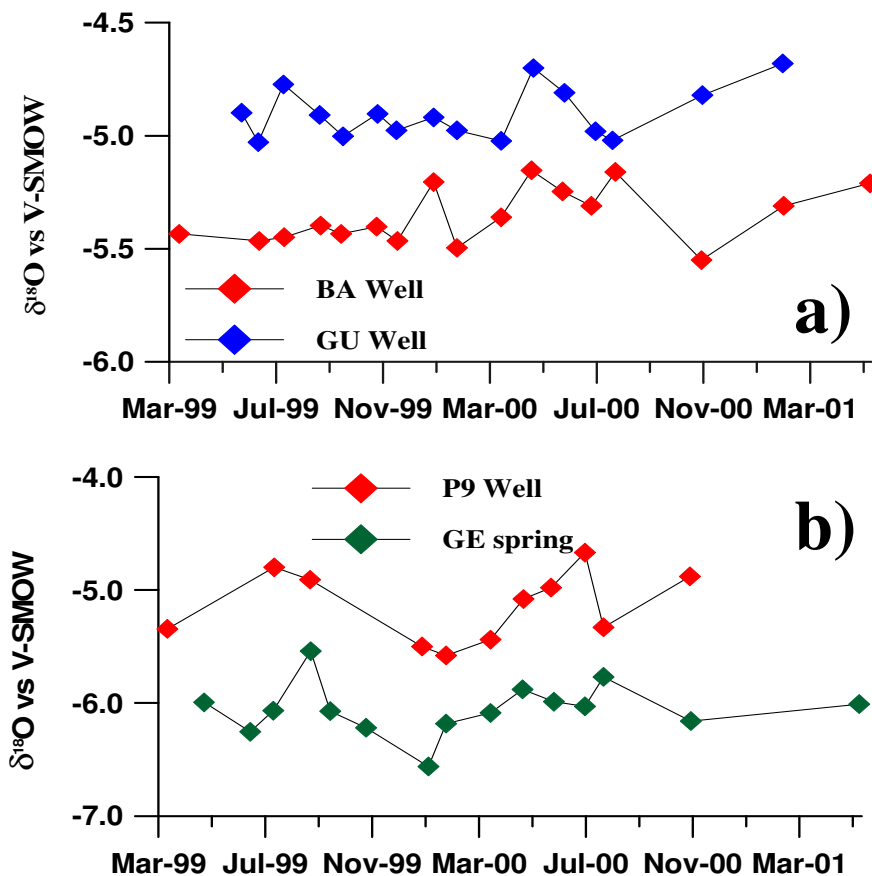 -4.5
-5.0
-5.5
-6.0
δ¹⁸O vs V-SMOW
BA Well
GU Well
a)
Mar-99 Jul-99 Nov-99 Mar-00 Jul-00 Nov-00 Mar-01
-4.0
-5.0
-6.0
-7.0
δ¹⁸O vs V-SMOW
P9 Well
GE spring
b)
Mar-99 Jul-99 Nov-99 Mar-00 Jul-00 Nov-00 Mar-01